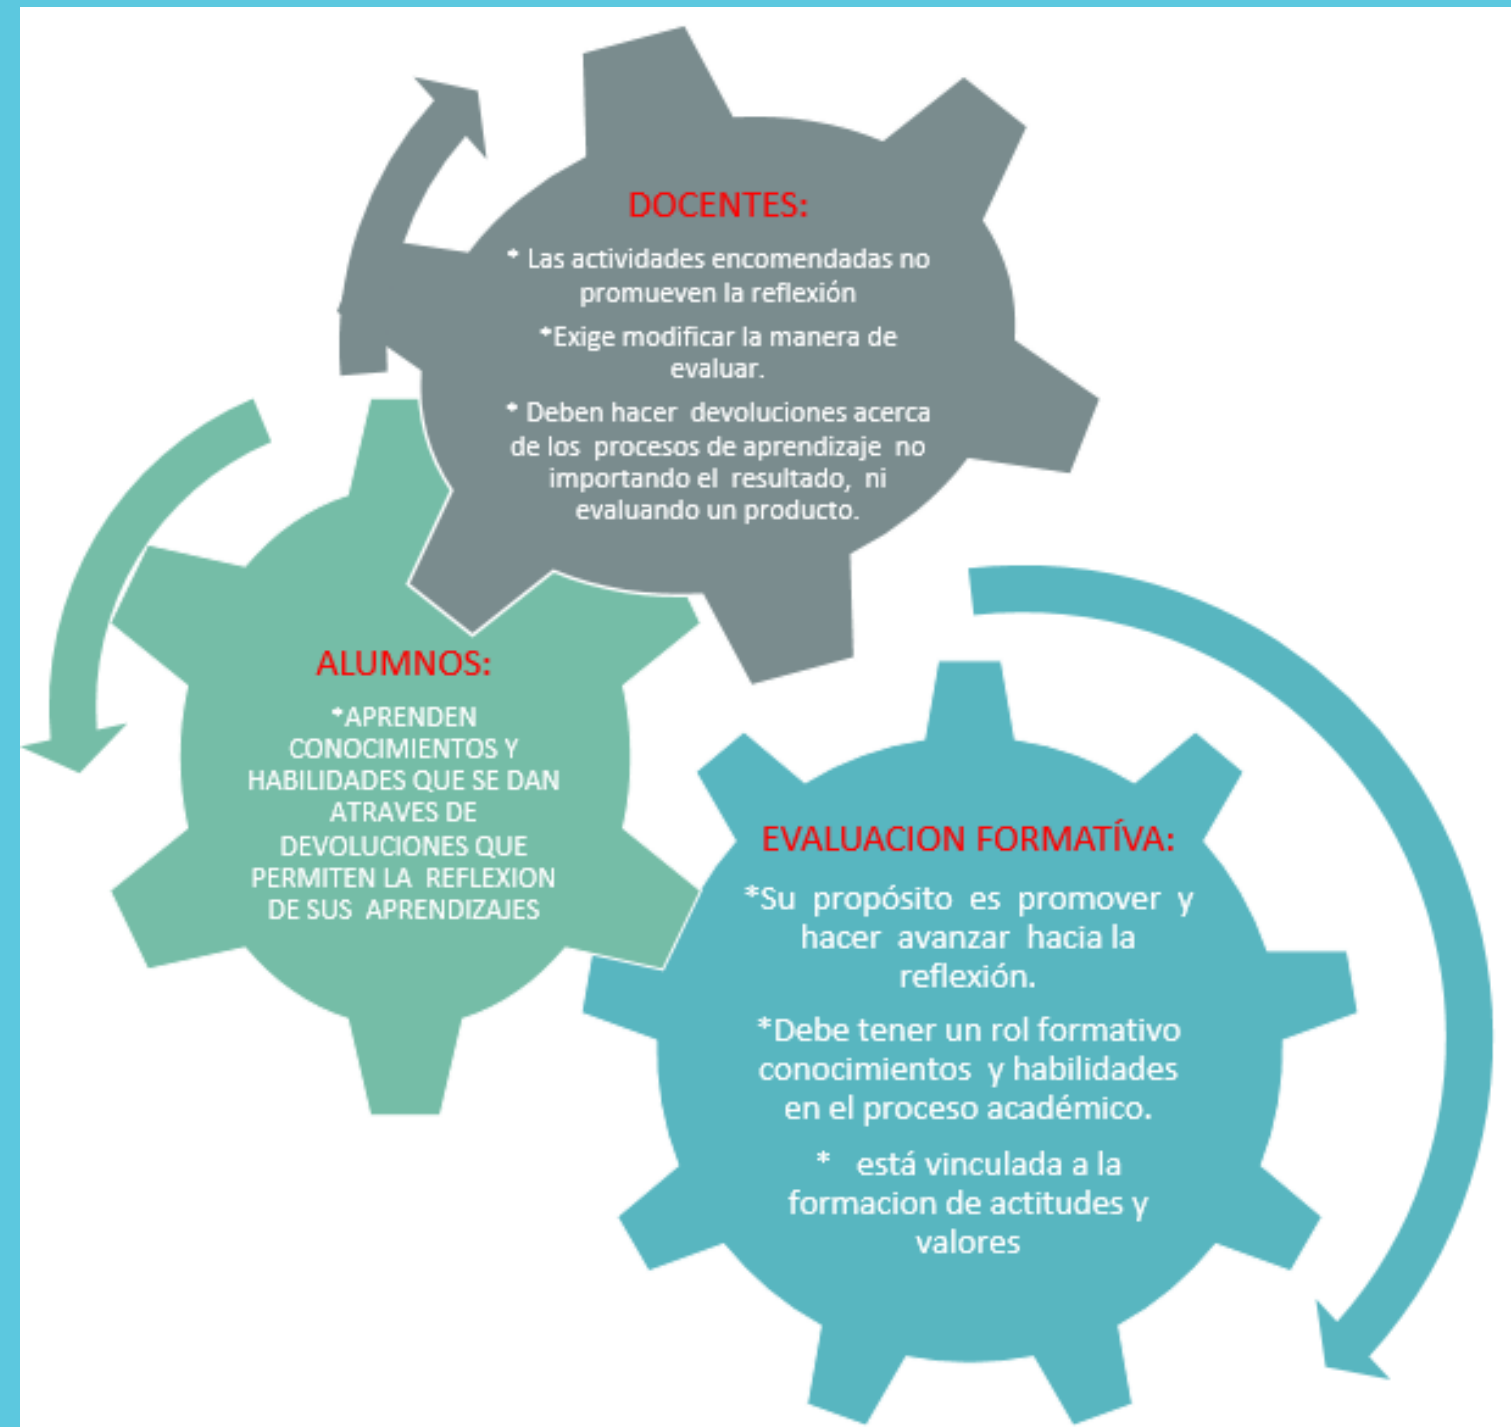 DOCENTES:
* Las actividades encomendadas no
promueven la reflexión
*Exige modificar la manera de
evaluar.
* Deben hacer devoluciones acerca
de los procesos de aprendizaje no
importando el resultado, ni
evaluando un producto.
ALUMNOS:
*APRENDEN
CONOCIMIENTOS Y
HABILIDADES QUE SE DAN
ATRAVES DE
DEVOLUCIONES QUE
PERMITEN LA REFLEXION
DE SUS APRENDIZAJES
EVALUACION FORMATÍVA:
*Su propósito es promover y
hacer avanzar hacia la
reflexión.
*Debe tener un rol formativo
conocimientos y habilidades
en el proceso académico.
* está vinculada a la
formacion de actitudes y
valores